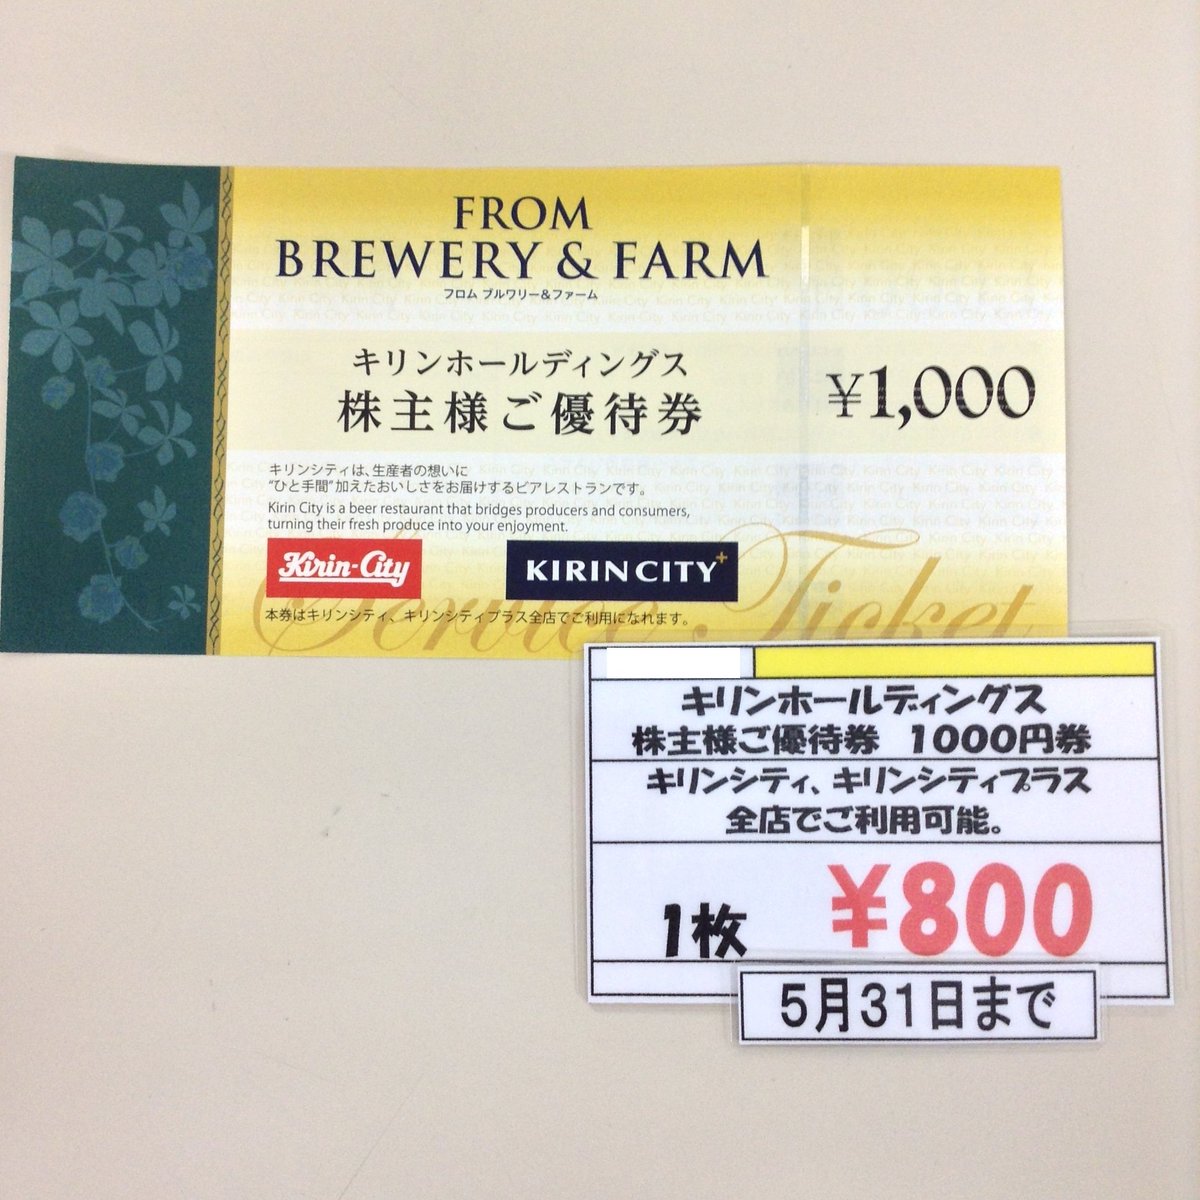 FROM
BREWERY & FARM
フロム ブルワリー&ファーム
キリンホールディングス
株主様ご優待券
¥1,000
キリンシティは、生産者の想いに
"ひと手間"加えたおいしさをお届けするビアレストランです。
Kirin City is a beer restaurant that bridges producers and consumers,
turning their fresh produce into your enjoyment.
Kirin-City
KIRIN CITY+
Service Ticket
本券はキリンシティ、キリンシティプラス全店でご利用になれます。
キリンホールディングス
株主様ご優待券 1000円券
キリンシティ、キリンシティプラス
全店でご利用可能。
1枚 ¥800
5月31日まで